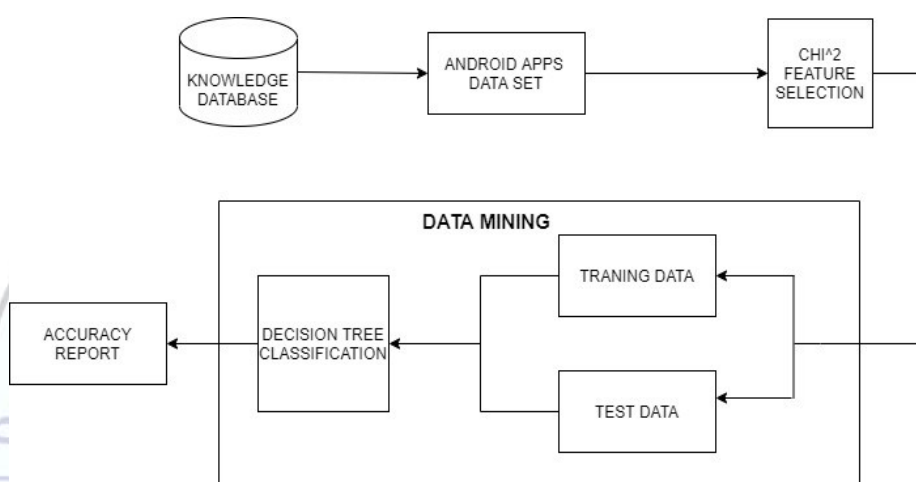 KNOWLEDGE
DATABASE
ANDROID APPS
DATA SET
CHI^2
FEATURE
SELECTION
DATA MINING
TRANING DATA
DECISION TREE
CLASSIFICATION
ACCURACY
REPORT
TEST DATA